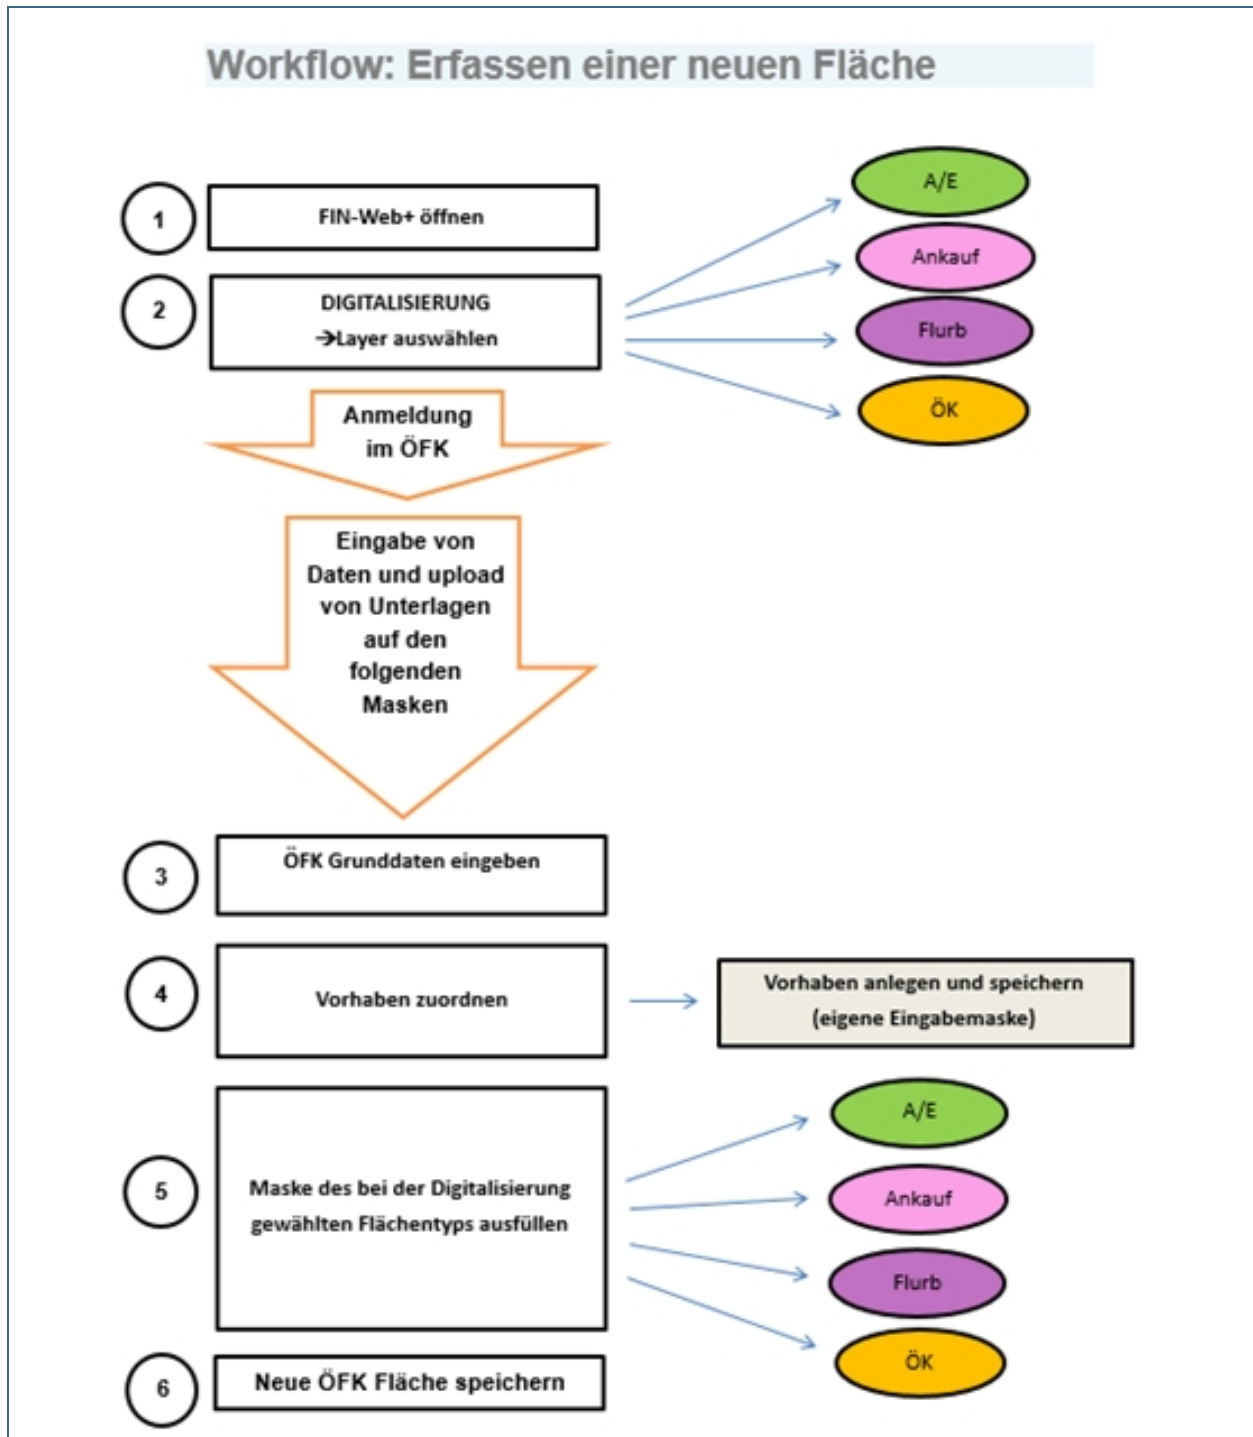 Workflow: Erfassen einer neuen Fläche
1
FIN-Web+ öffnen
2
DIGITALISIERUNG
→Layer auswählen
A/E
Ankauf
Flurb
ÖK
Anmeldung
im ÖFK
Eingabe von
Daten und upload
von Unterlagen
auf den
folgenden
Masken
3
ÖFK Grunddaten eingeben
4
Vorhaben zuordnen
Vorhaben anlegen und speichern
(eigene Eingabemaske)
5
Maske des bei der Digitalisierung
gewählten Flächentyps ausfüllen
A/E
Ankauf
Flurb
ÖK
6
Neue ÖFK Fläche speichern